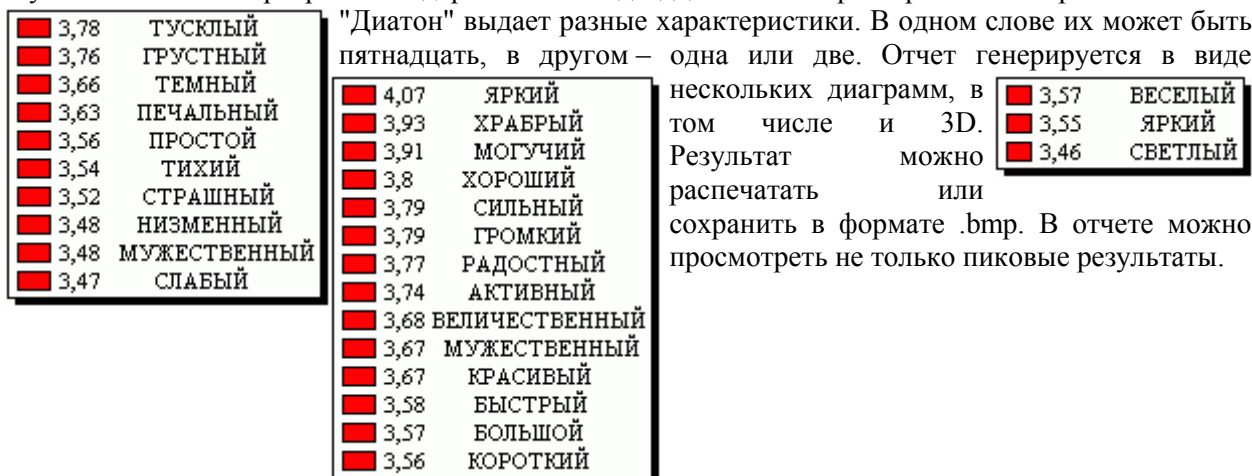 "Диатон" выдает разные характеристики. В одном слове их может быть
пятнадцать, в другом – одна или две. Отчет генерируется в виде
нескольких диаграмм, в
том числе и 3D.
Результат можно
распечатать или
сохранить в формате .bmp. В отчете можно
просмотреть не только пиковые результаты.
3,78 ТУСКЛЫЙ
3,76 ГРУСТНЫЙ
3,66 ТЕМНЫЙ
3,63 ПЕЧАЛЬНЫЙ
3,56 ПРОСТОЙ
3,54 ТИХИЙ
3,52 СТРАШНЫЙ
3,48 НИЗМЕННЫЙ
3,48 МУЖЕСТВЕННЫЙ
3,47 СЛАБЫЙ
4,07 ЯРКИЙ
3,93 ХРАБРЫЙ
3,91 МОГУЧИЙ
3,8 ХОРОШИЙ
3,79 СИЛЬНЫЙ
3,79 ГРОМКИЙ
3,77 РАДОСТНЫЙ
3,74 АКТИВНЫЙ
3,68 ВЕЛИЧЕСТВЕННЫЙ
3,67 МУЖЕСТВЕННЫЙ
3,67 КРАСИВЫЙ
3,58 БЫСТРЫЙ
3,57 БОЛЬШОЙ
3,56 КОРОТКИЙ
3,57 ВЕСЕЛЫЙ
3,55 ЯРКИЙ
3,46 СВЕТЛЫЙ